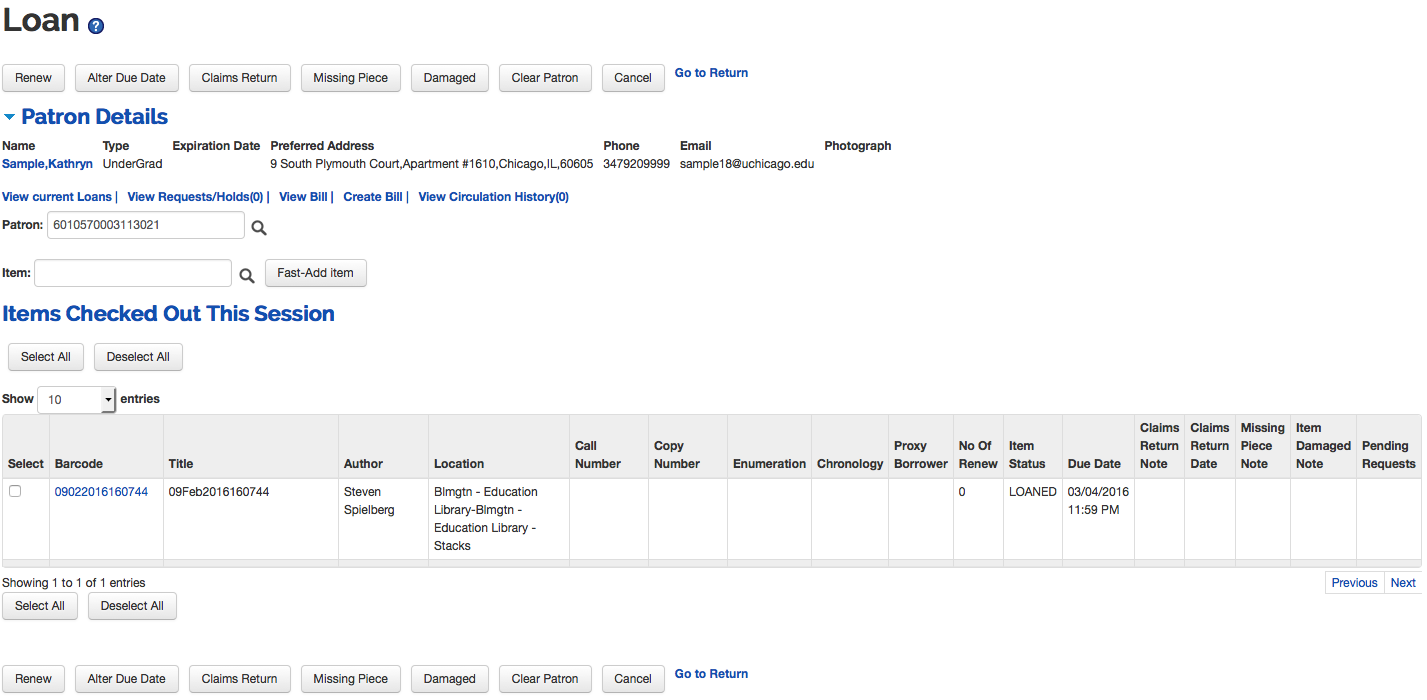 Loan ?
Renew Alter Due Date Claims Return Missing Piece Damaged Clear Patron Cancel Go to Return
Patron Details
Name Type Expiration Date Preferred Address Phone Email Photograph
Sample,Kathryn UnderGrad 9 South Plymouth Court,Apartment #1610,Chicago,IL,60605 3479209999 sample18@uchicago.edu
View current Loans | View Requests/Holds(0) | View Bill | Create Bill | View Circulation History(0)
Patron: 6010570003113021
Item: Fast-Add item
Items Checked Out This Session
Select All Deselect All
Show 10 entries
Select Barcode Title Author Location Call Number Copy Number Enumeration Chronology Proxy Borrower No Of Renew Item Status Due Date Claims Return Note Claims Return Date Missing Piece Note Item Damaged Note Pending Requests
09022016160744 09Feb2016160744 Steven Blmgtn - Education 0 LOANED 03/04/2016
Spielberg Library-Blmgtn - 11:59 PM
Education Library -
Stacks
Showing 1 to 1 of 1 entries Previous Next
Select All Deselect All
Renew Alter Due Date Claims Return Missing Piece Damaged Clear Patron Cancel Go to Return